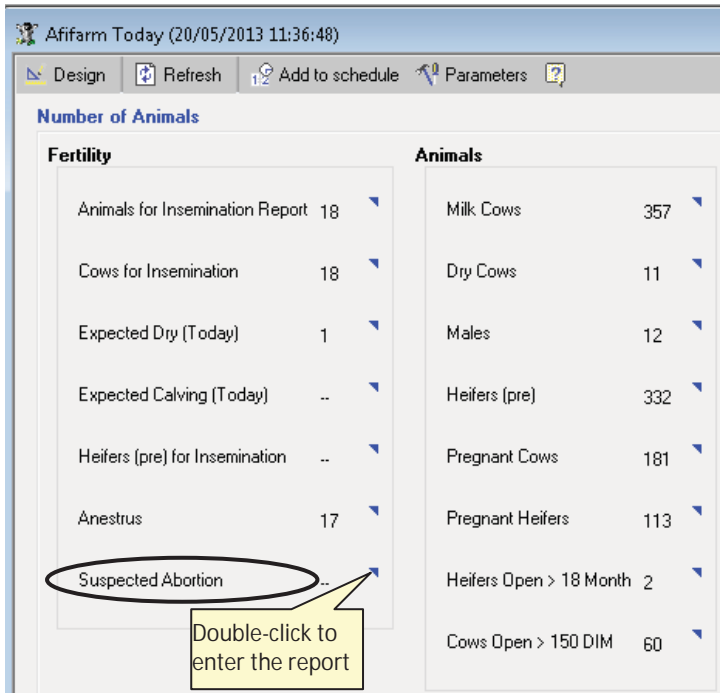 Afifarm Today (20/05/2013 11:36:48)
Design Refresh Add to schedule Parameters
Number of Animals
Fertility
Animals for Insemination Report 18
Cows for Insemination 18
Expected Dry (Today) 1
Expected Calving (Today) --
Heifers (pre) for Insemination --
Anestrus 17
Suspected Abortion --
Double-click to
enter the report
Animals
Milk Cows 357
Dry Cows 11
Males 12
Heifers (pre) 332
Pregnant Cows 181
Pregnant Heifers 113
Heifers Open > 18 Month 2
Cows Open > 150 DIM 60